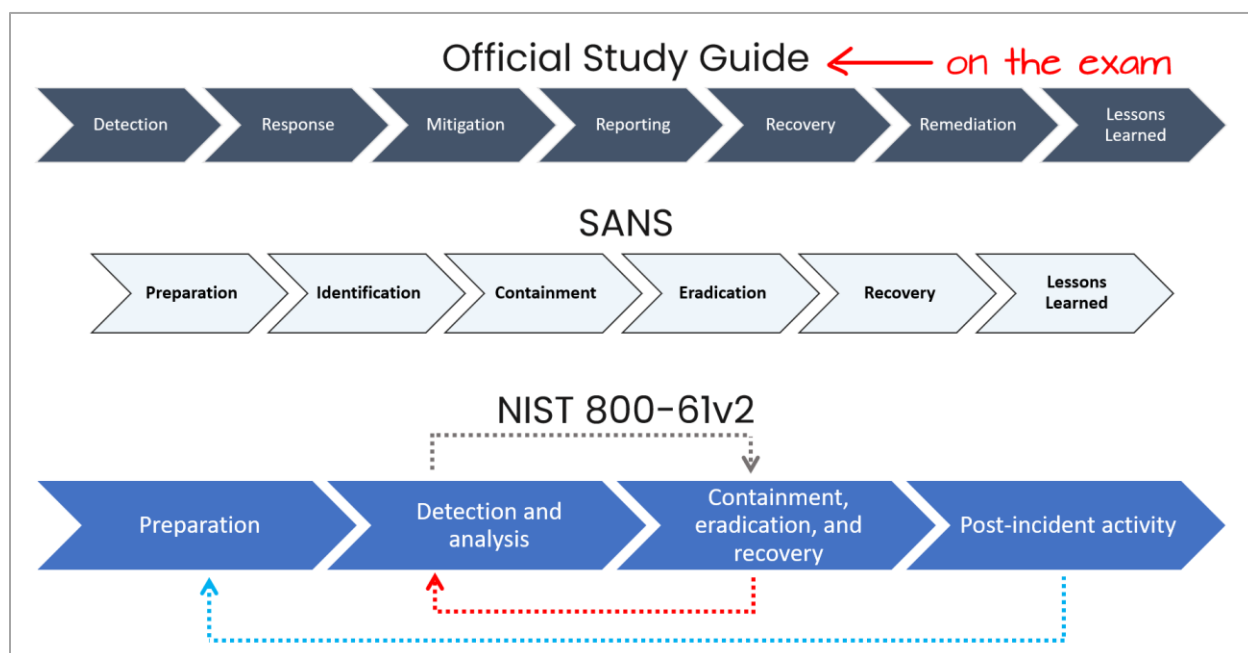 Official Study Guide on the exam
Detection Response Mitigation Reporting Recovery Remediation Lessons
Learned
SANS
Preparation Identification Containment Eradication Recovery Lessons
Learned
NIST 800-61v2
Preparation
Detection and
analysis
Containment,
eradication, and
recovery
Post-incident activity